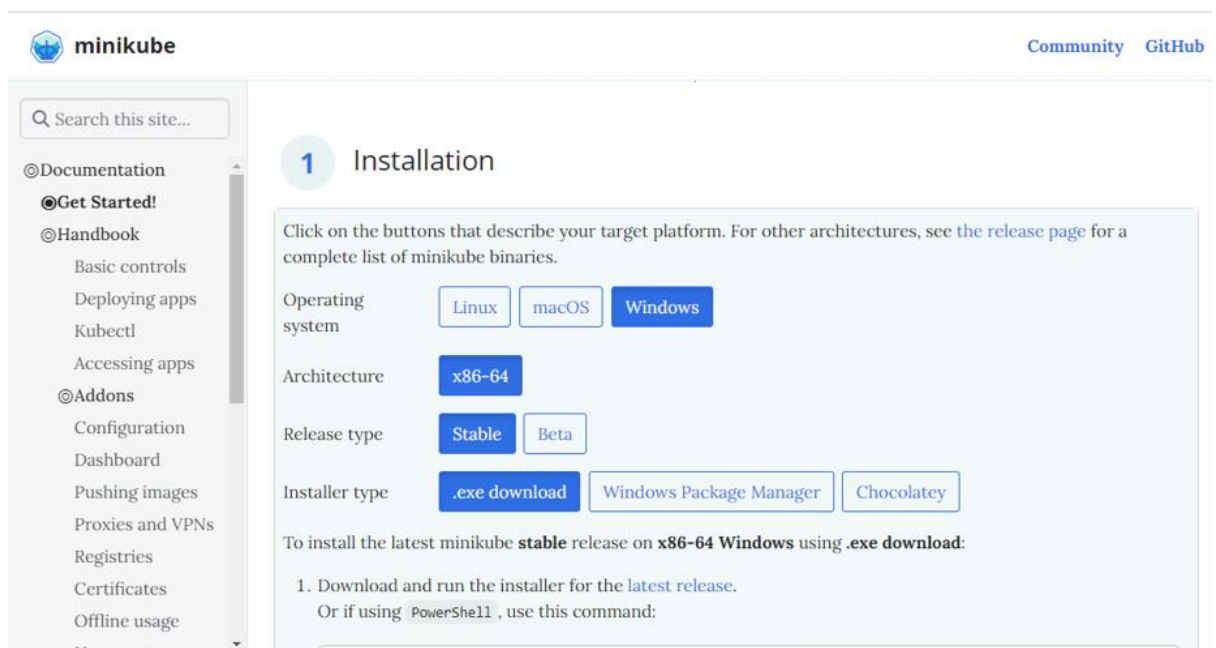 minikube
Community GitHub
Search this site...
Documentation
Get Started!
Handbook
Basic controls
Deploying apps
Kubectl
Accessing apps
Addons
Configuration
Dashboard
Pushing images
Proxies and VPNs
Registries
Certificates
Offline usage
1 Installation
Click on the buttons that describe your target platform. For other architectures, see the release page for a
complete list of minikube binaries.
Operating
system
Linux macOS Windows
Architecture x86-64
Release type Stable Beta
Installer type .exe download Windows Package Manager Chocolatey
To install the latest minikube stable release on x86-64 Windows using .exe download:
1. Download and run the installer for the latest release.
Or if using PowerShell, use this command: